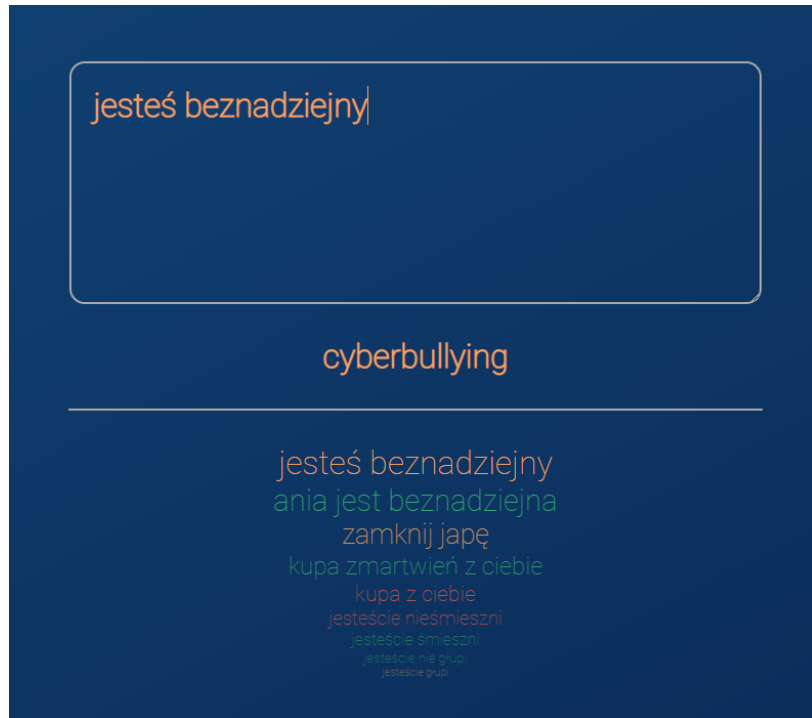 jesteś beznadziejny
cyberbullying
jesteś beznadziejny
ania jest beznadziejna
zamknij japę
kupa zmartwień z ciebie
kupa z ciebie
jesteście nieśmieszni
jesteście śmieszni
jesteście nie głupi
jesteście głupi